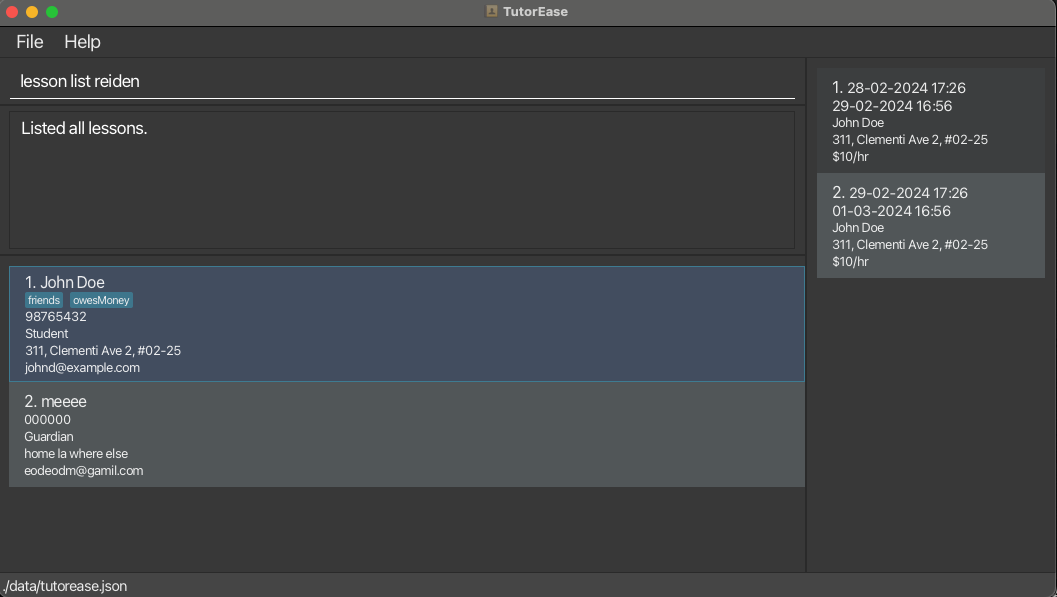 TutorEase
File Help
lesson list reiden
Listed all lessons.
1. John Doe
friends owesMoney
98765432
Student
311, Clementi Ave 2, #02-25
johnd@example.com
2. meeee
000000
Guardian
home la where else
eodeodm@gamil.com
1. 28-02-2024 17:26
29-02-2024 16:56
John Doe
311, Clementi Ave 2, #02-25
$10/hr
2. 29-02-2024 17:26
01-03-2024 16:56
John Doe
311, Clementi Ave 2, #02-25
$10/hr
./data/tutorease.json